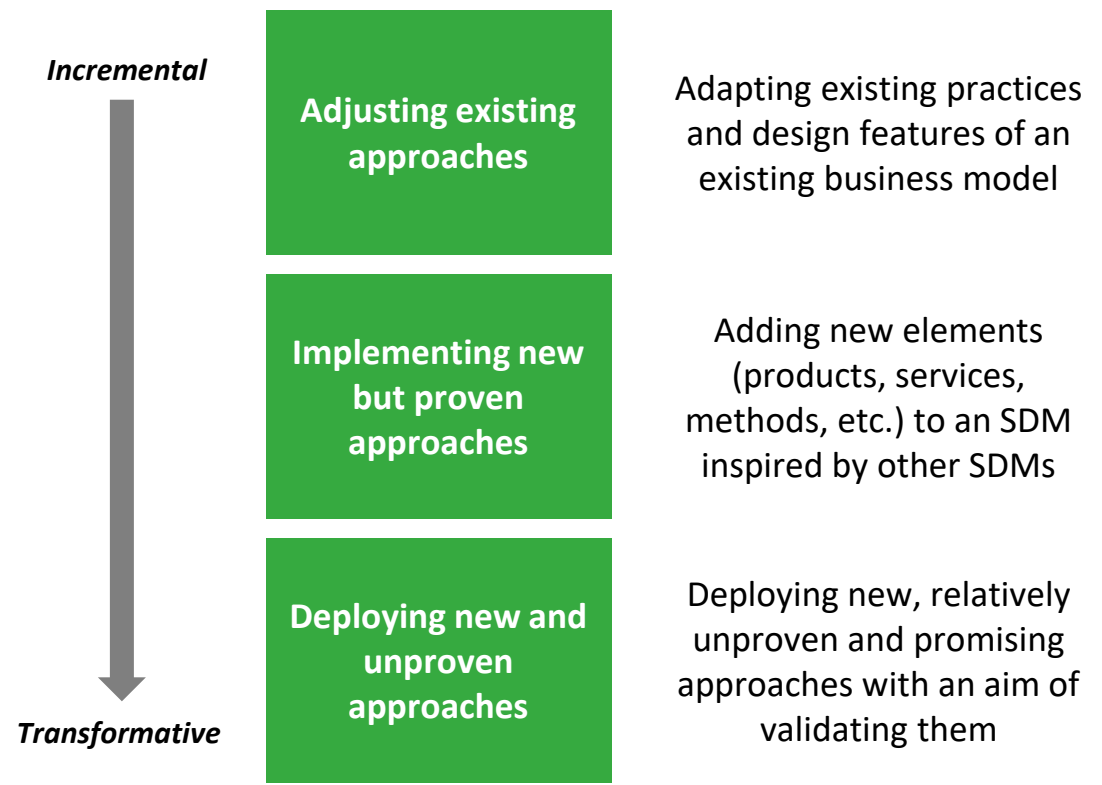 Incremental
Adjusting existing
approaches
Adapting existing practices
and design features of an
existing business model
Implementing new
but proven
approaches
Adding new elements
(products, services,
methods, etc.) to an SDM
inspired by other SDMs
Deploying new and
unproven
approaches
Deploying new, relatively
unproven and promising
approaches with an aim of
validating them
Transformative